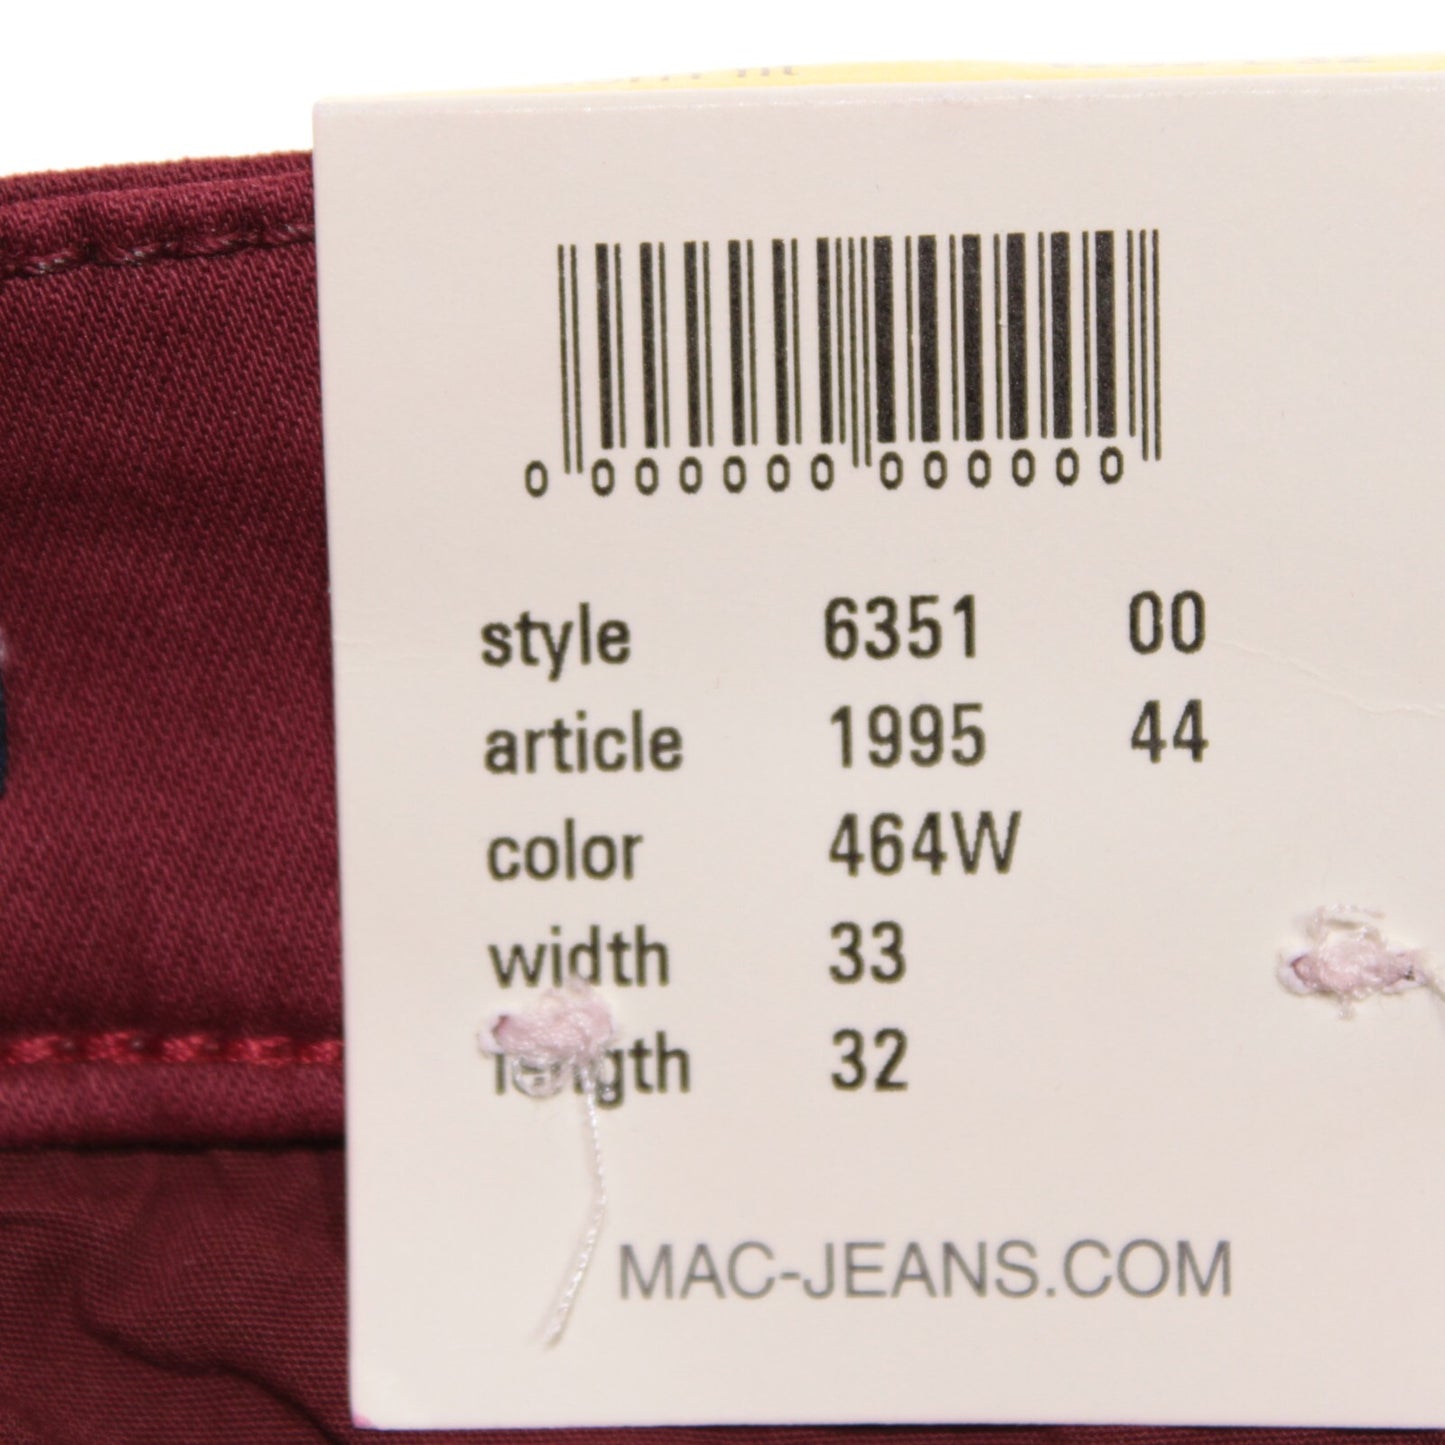 0 000000 000000
style 6351 00
article 1995 44
color 464W
width 33
length 32
MAC-JEANS.COM